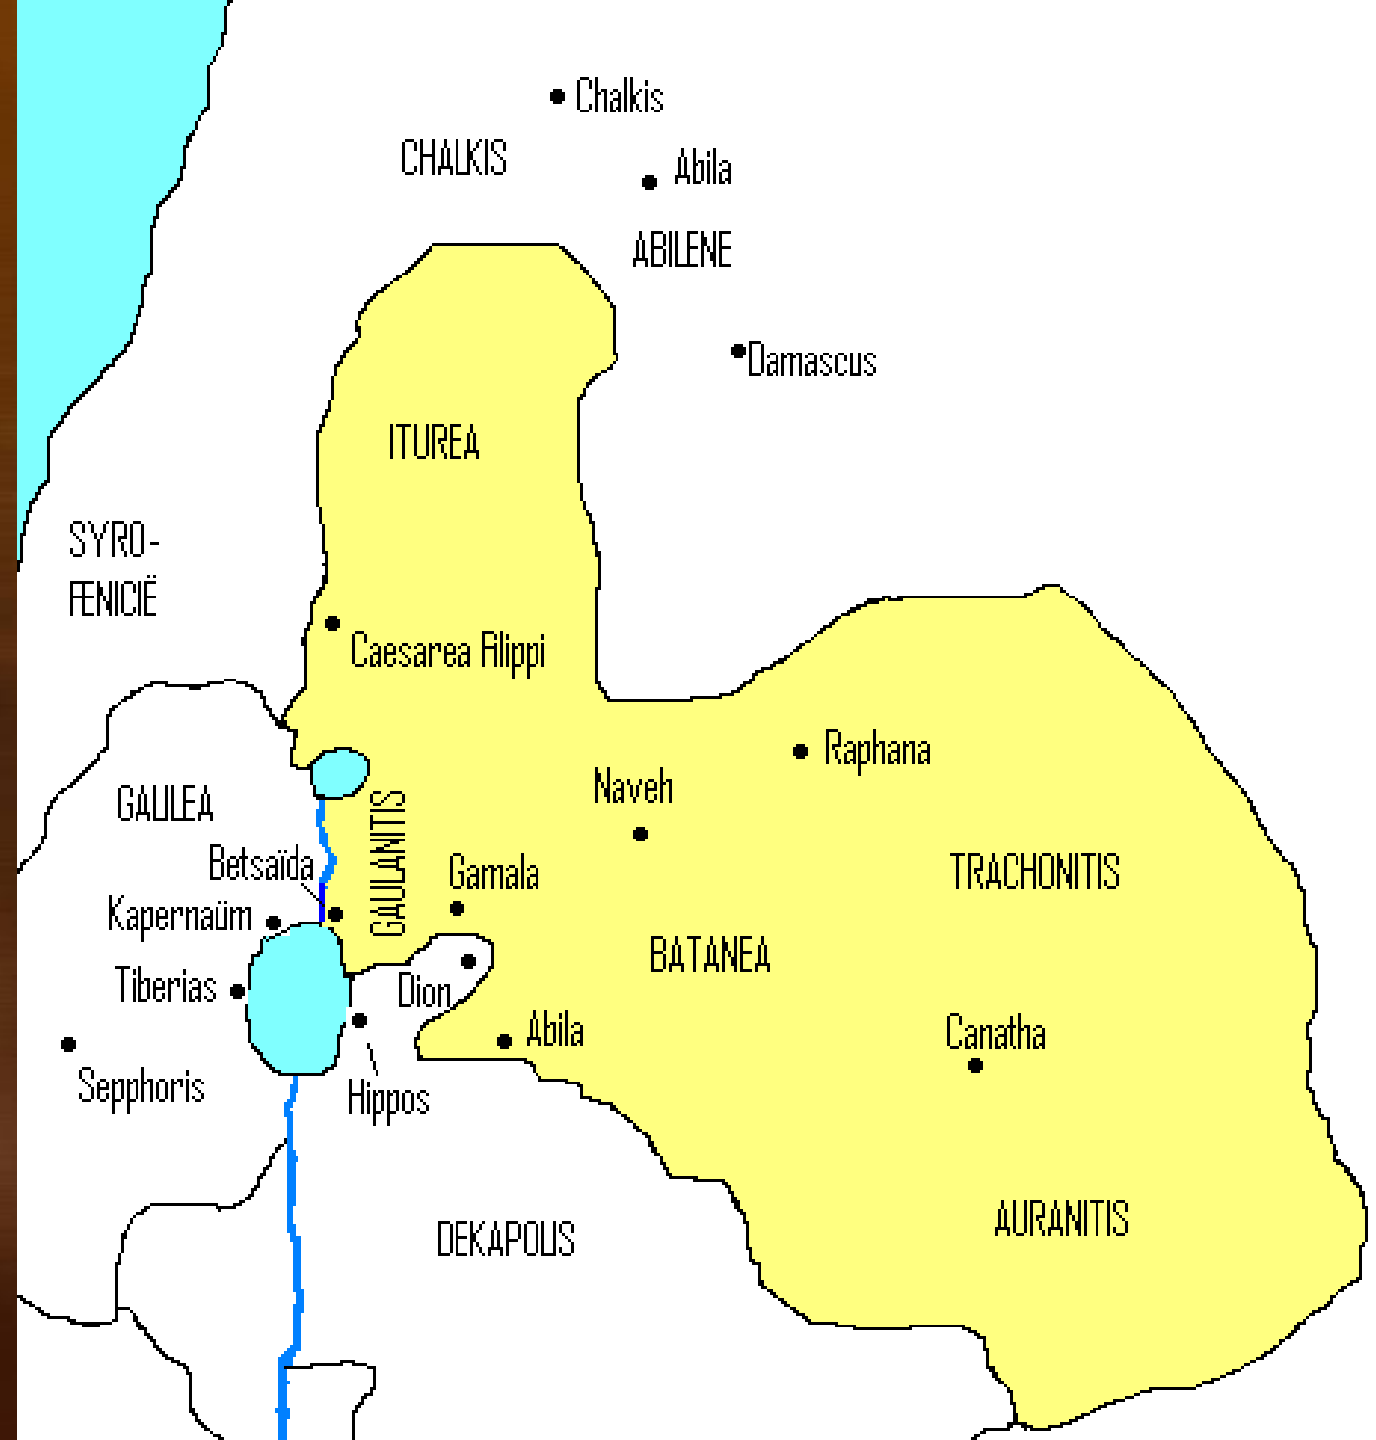 Chalkis
CHALKIS
Abila
ABILENE
Damascus
ITUREA
SYRO-
FENICIË
Caesarea Filippi
Raphana
Naveh
GALILEA
GAULANITIS
Betsaïda
Gamala
TRACHONITIS
Kapernaüm
BATANEA
Tiberias
Dion
Abila
Canatha
Sepphoris
Hippos
AURANITIS
DEKAPOLIS